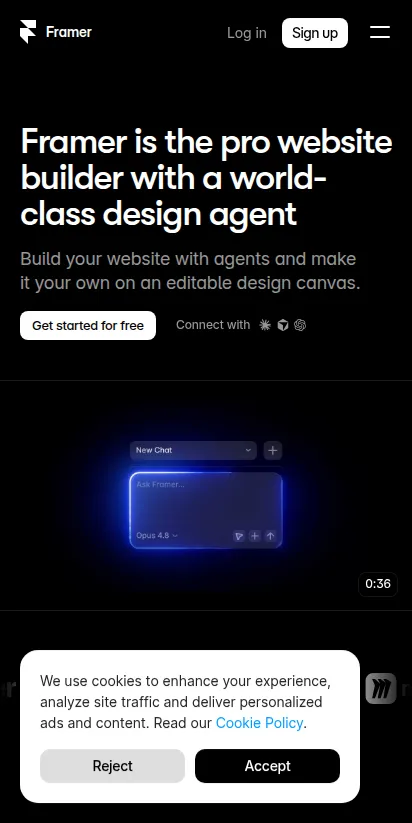 Framer
Log in
Sign up
Framer is the pro website
builder with a world-
class design agent
Build your website with agents and make
it your own on an editable design canvas.
Get started for free
Connect with
New Chat
Ask Framer...
Opus 4.8
0:36
We use cookies to enhance your experience,
analyze site traffic and deliver personalized
ads and content. Read our Cookie Policy.
Reject
Accept